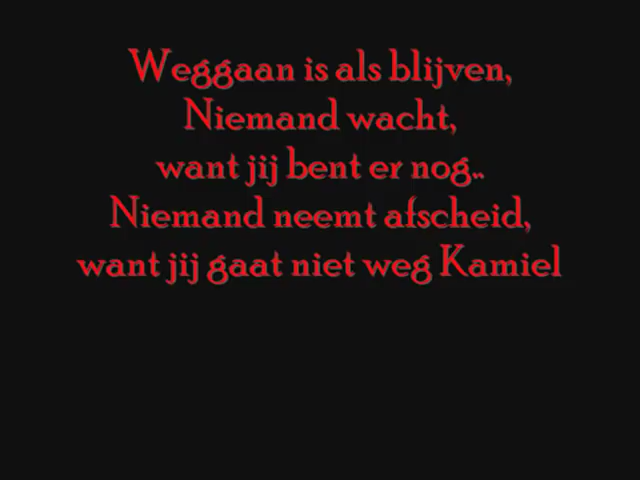 Weggaan is als blijven,
Niemand wacht,
want jij bent er nog..
Niemand neemt afscheid,
want jij gaat niet weg Kamiel